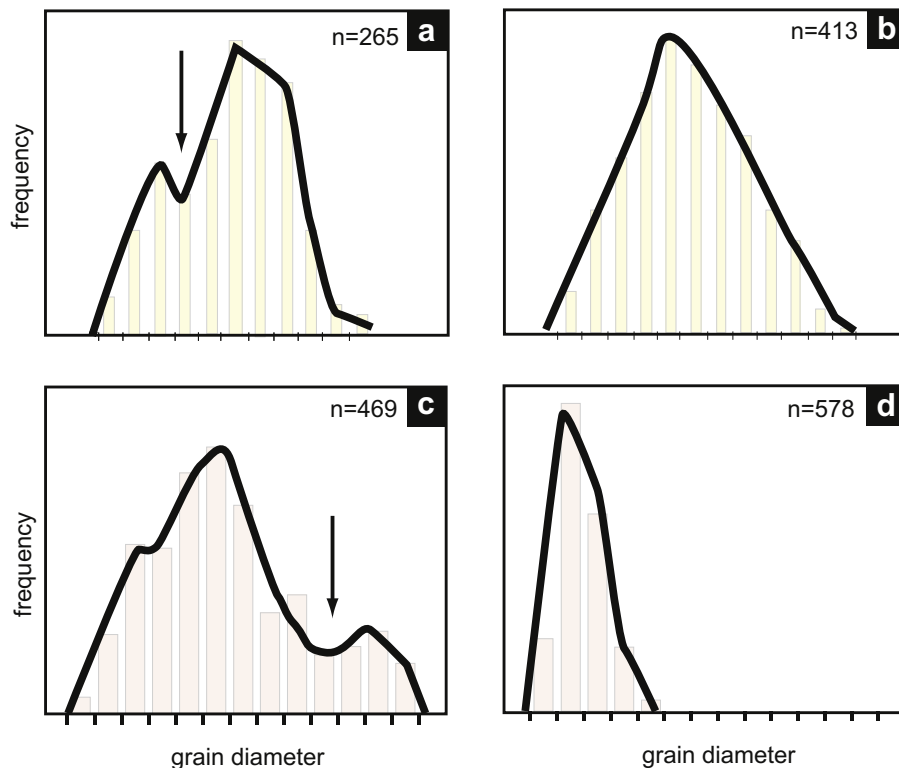 n=265 a
n=413 b
frequency
n=469 c
n=578 d
frequency
grain diameter
grain diameter